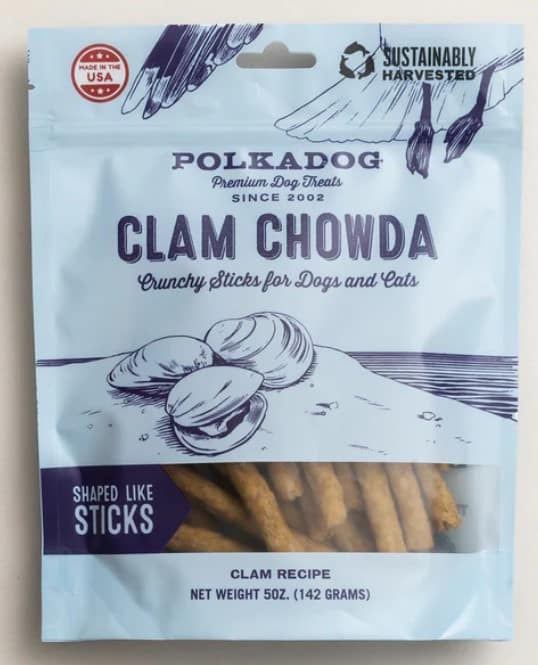 MADE IN THE
USA
SUSTAINABLY
HARVESTED
POLKADOG
Premium Dog Treats
SINCE 2002
CLAM CHOWDA
Crunchy Sticks for Dogs and Cats
SHAPED LIKE
STICKS
CLAM RECIPE
NET WEIGHT 5OZ. (142 GRAMS)